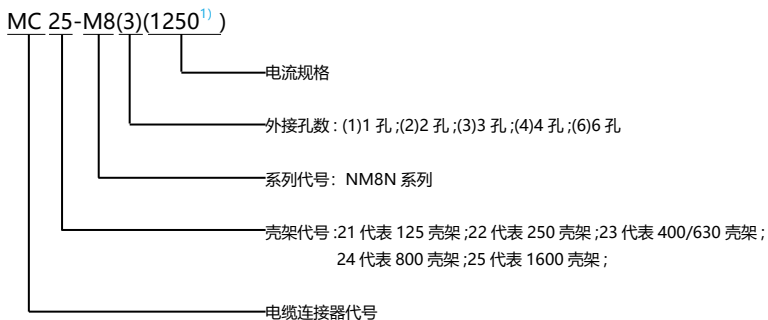 MC 25-M8(3)(1250¹⁾)
电流规格
外接孔数 : (1)1 孔 ;(2)2 孔 ;(3)3 孔 ;(4)4 孔 ;(6)6 孔
系列代号： NM8N 系列
壳架代号 :21 代表 125 壳架 ;22 代表 250 壳架 ;23 代表 400/630 壳架 ;
24 代表 800 壳架 ;25 代表 1600 壳架 ;
电缆连接器代号